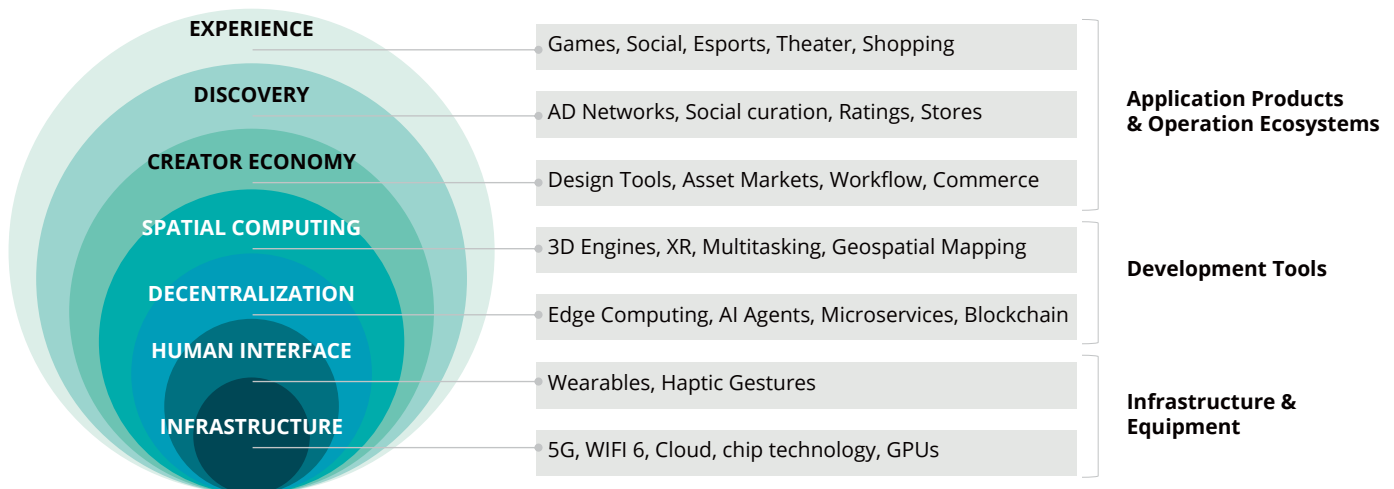 EXPERIENCE
Games, Social, Esports, Theater, Shopping
DISCOVERY
AD Networks, Social curation, Ratings, Stores
Application Products
& Operation Ecosystems
CREATOR ECONOMY
Design Tools, Asset Markets, Workflow, Commerce
SPATIAL COMPUTING
3D Engines, XR, Multitasking, Geospatial Mapping
Development Tools
DECENTRALIZATION
Edge Computing, AI Agents, Microservices, Blockchain
HUMAN INTERFACE
Wearables, Haptic Gestures
Infrastructure &
Equipment
INFRASTRUCTURE
5G, WIFI 6, Cloud, chip technology, GPUs